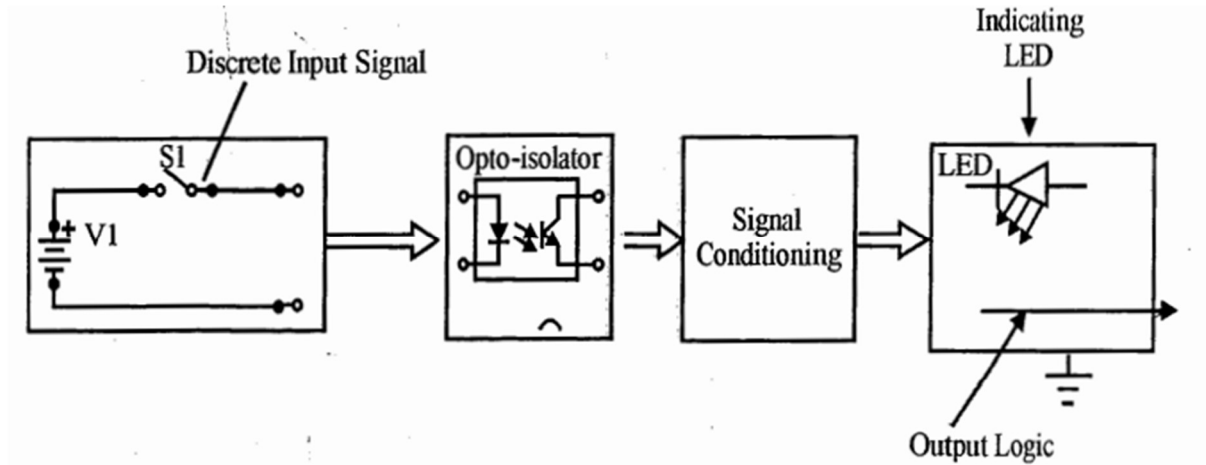 Indicating
LED
Discrete Input Signal
S1
+ V1
Opto-isolator
Signal
Conditioning
LED
Output Logic